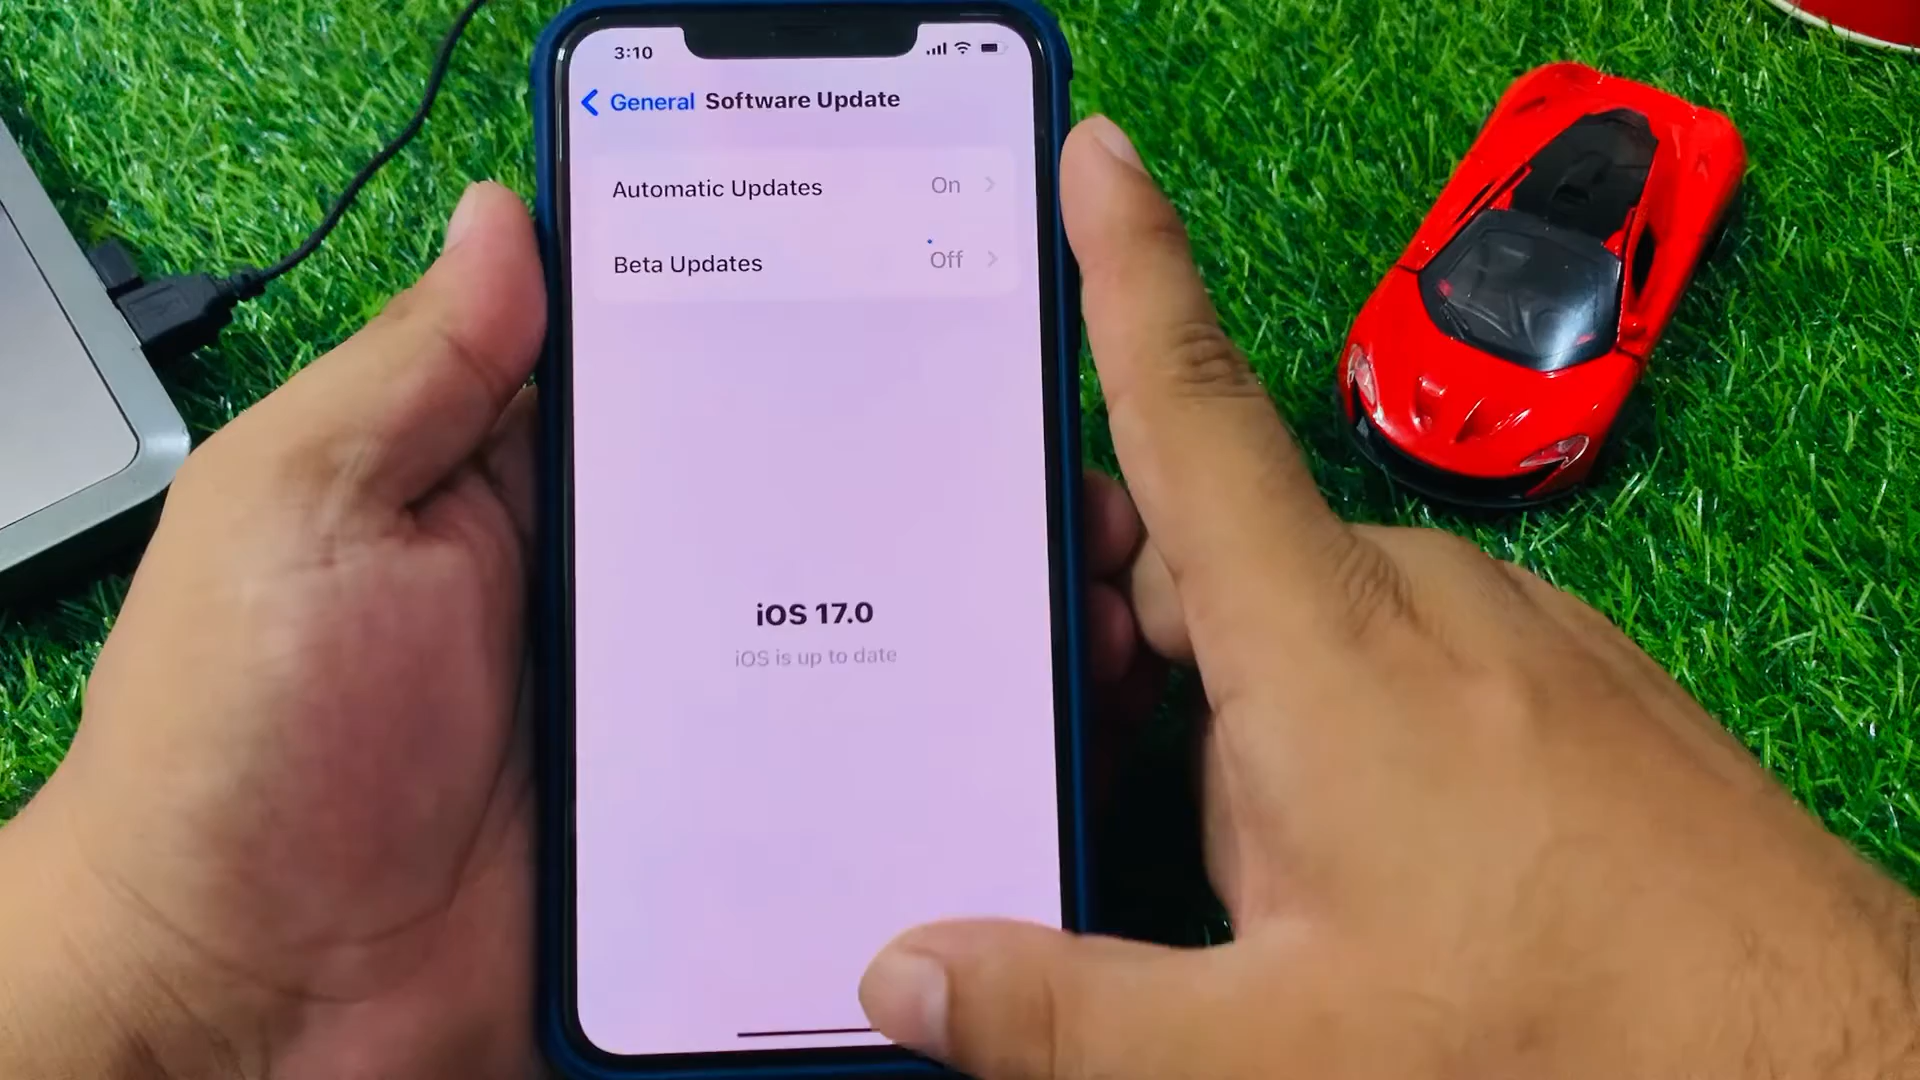 3:10
General Software Update
Automatic Updates On
Beta Updates Off
iOS 17.0
iOS is up to date